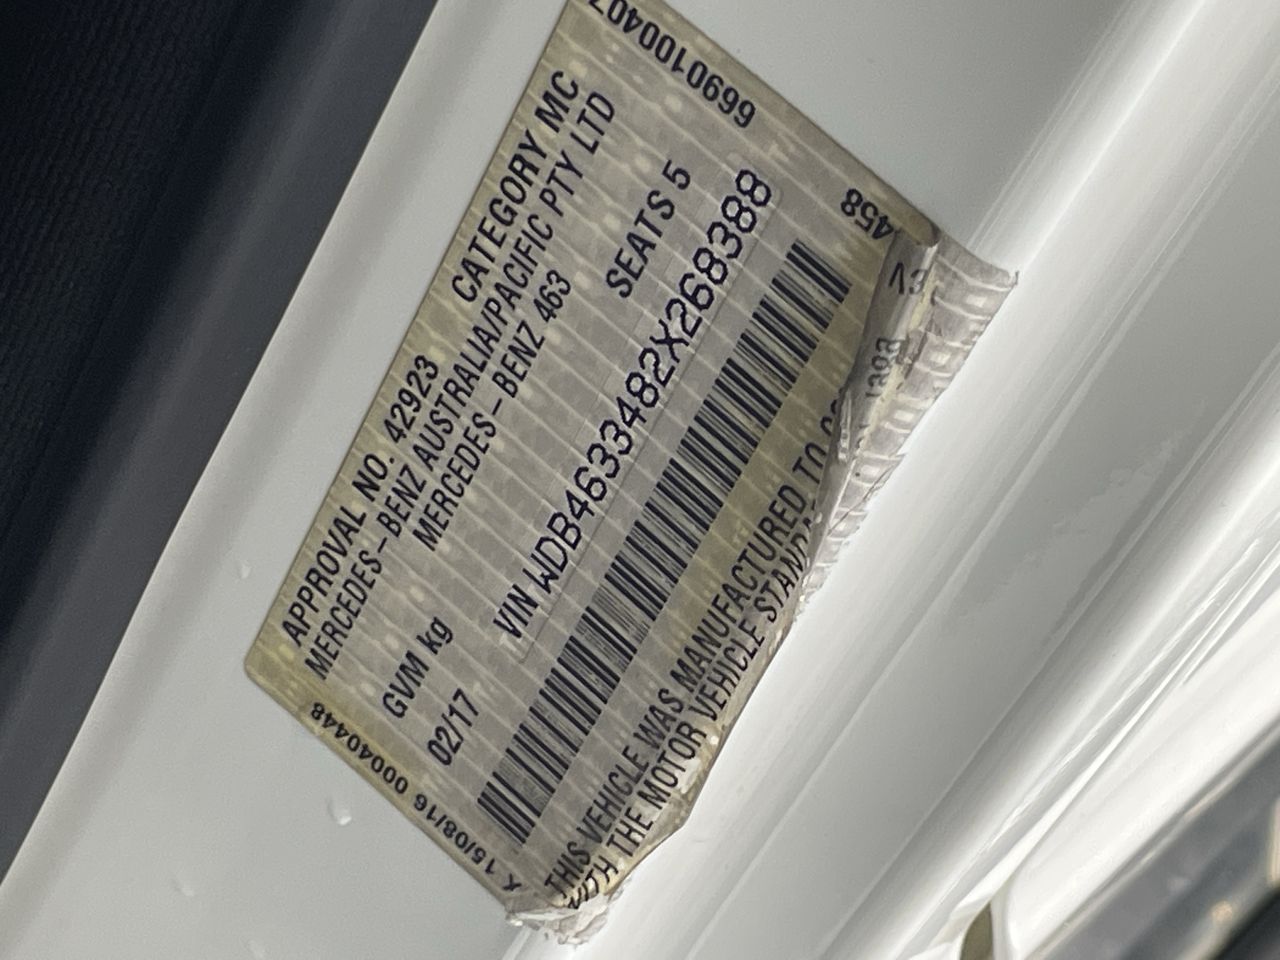 APPROVAL NO. 42923 CATEGORY MC
MERCEDES-BENZ AUSTRALIA/PACIFIC PTY LTD
MERCEDES-BENZ 463
GVM kg SEATS 5
02/17
VIN WDB4633482X268388
THIS VEHICLE WAS MANUFACTURED TO
WITH THE MOTOR VEHICLE
15/08/16 000404448
6690100407
458